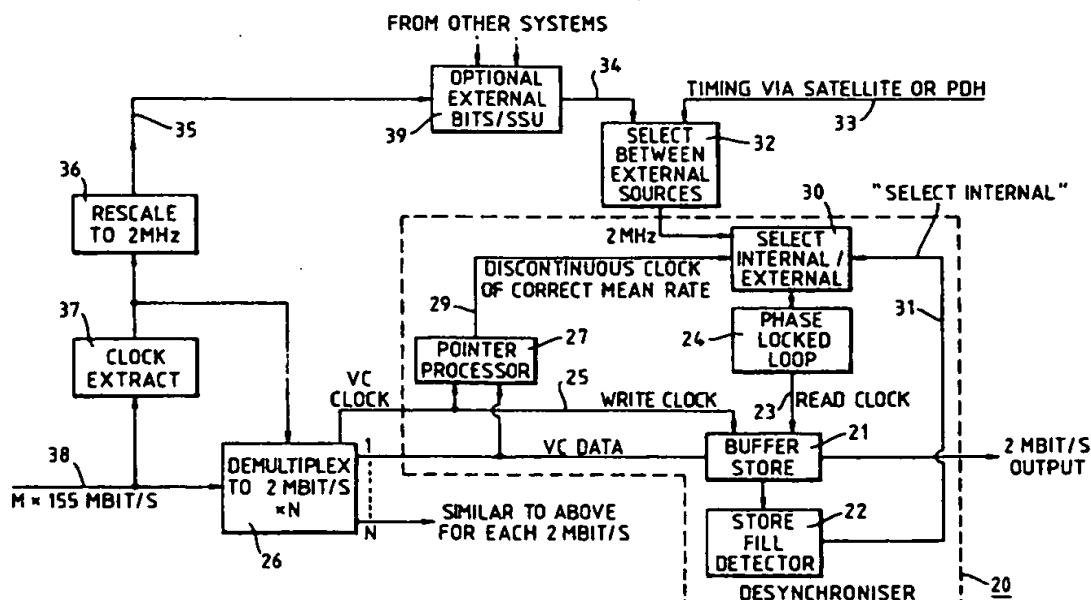 FROM OTHER SYSTEMS
OPTIONAL
EXTERNAL
BITS/SSU
39
34
TIMING VIA SATELLITE OR PDH
33
35
SELECT
BETWEEN
EXTERNAL
SOURCES
32
36
RESCALE
TO 2MHz
30
"SELECT INTERNAL"
2MHz
SELECT
INTERNAL/
EXTERNAL
DISCONTINUOUS CLOCK
OF CORRECT MEAN RATE
29
31
37
CLOCK
EXTRACT
POINTER
PROCESSOR
27
24
PHASE
LOCKED
LOOP
VC
CLOCK
25
WRITE CLOCK
23
READ CLOCK
38
M × 155 MBIT/S
DEMULTIPLEX
TO 2 MBIT/S
×N
26
1
N
VC DATA
BUFFER
STORE
21
2 MBIT/S
OUTPUT
SIMILAR TO ABOVE
FOR EACH 2 MBIT/S
STORE
FILL
DETECTOR
22
DESYNCHRONISER
20